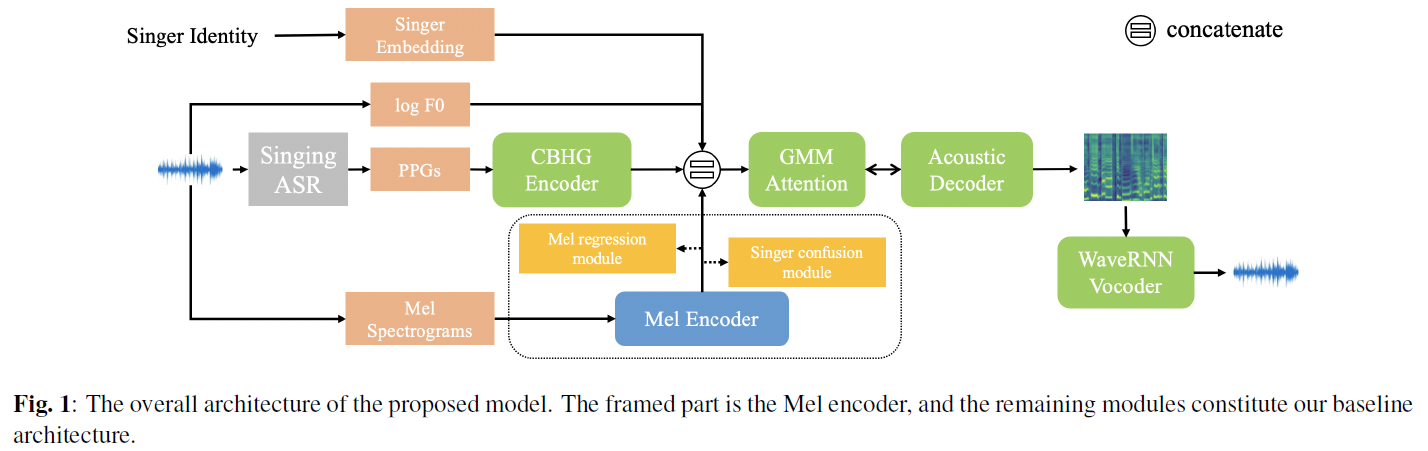 Singer Identity
Singer
Embedding
concatenate
log F0
Singing
ASR
PPGs
CBHG
Encoder
GMM
Attention
Acoustic
Decoder
Mel regression
module
Singer confusion
module
WaveRNN
Vocoder
Mel
Spectrograms
Mel Encoder
Fig. 1: The overall architecture of the proposed model. The framed part is the Mel encoder, and the remaining modules constitute our baseline
architecture.